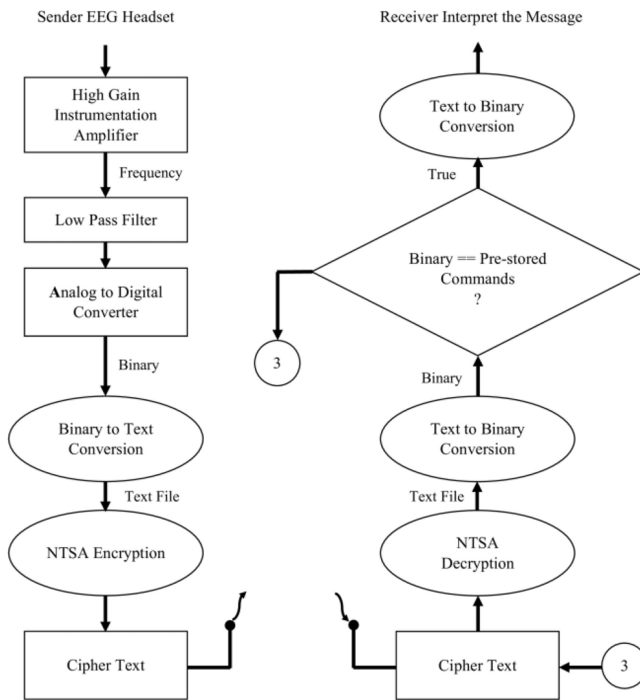 Sender EEG Headset
High Gain
Instrumentation
Amplifier
Frequency
Low Pass Filter
Analog to Digital
Converter
Binary
Binary to Text
Conversion
Text File
NTSA Encryption
Cipher Text
Receiver Interpret the Message
Text to Binary
Conversion
True
Binary == Pre-stored
Commands
?
3
Binary
Text to Binary
Conversion
Text File
NTSA
Decryption
Cipher Text
3